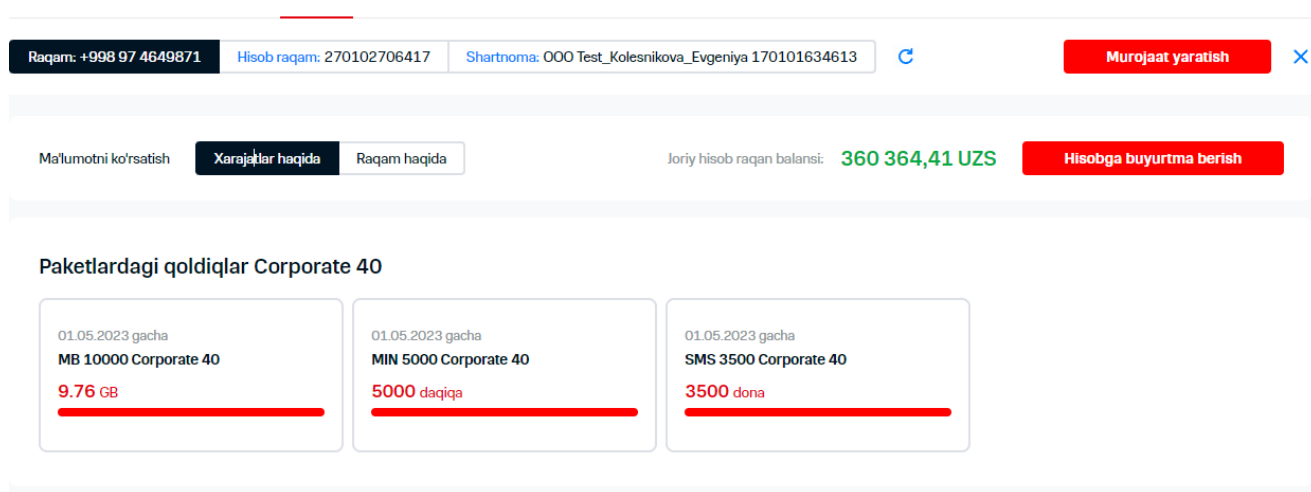 Raqam: +998 97 4649871 Hisob raqam: 270102706417 Shartnoma: OOO Test_Kolesnikova_Evgeniya 170101634613 Murojaat yaratish
Ma'lumotni ko'rsatish Xarajatlar haqida Raqam haqida Joriy hisob raqan balansi: 360 364,41 UZS Hisobga buyurtma berish
Paketlardagi qoldiqlar Corporate 40
01.05.2023 gacha 01.05.2023 gacha 01.05.2023 gacha
MB 10000 Corporate 40 MIN 5000 Corporate 40 SMS 3500 Corporate 40
9.76 GB 5000 daqiqa 3500 dona